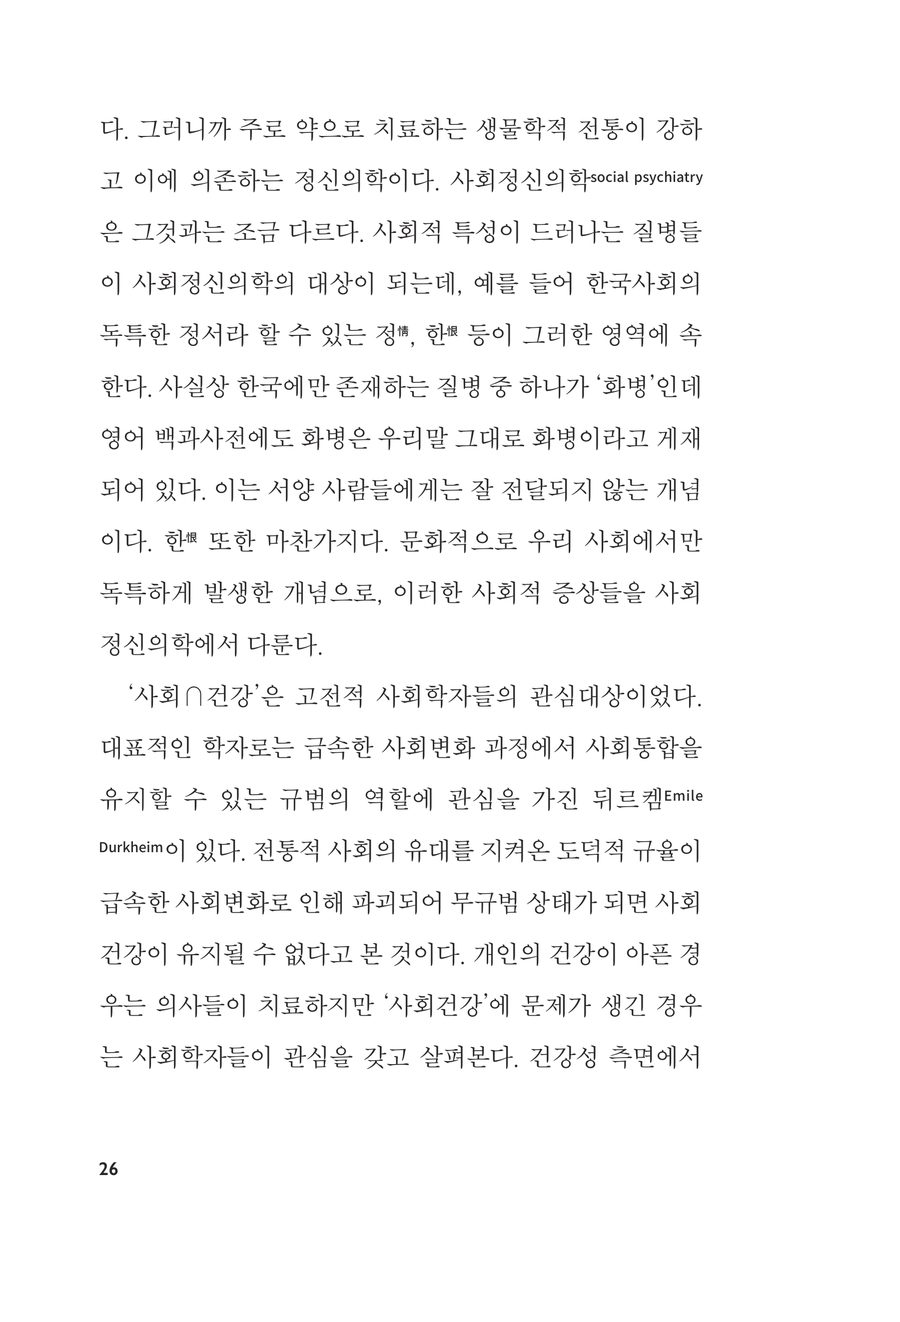 다. 그러니까 주로 약으로 치료하는 생물학적 전통이 강하
고 이에 의존하는 정신의학이다. 사회정신의학social psychiatry
은 그것과는 조금 다르다. 사회적 특성이 드러나는 질병들
이 사회정신의학의 대상이 되는데, 예를 들어 한국사회의
독특한 정서라 할 수 있는 정情, 한恨 등이 그러한 영역에 속
한다. 사실상 한국에만 존재하는 질병 중 하나가 ‘화병’인데
영어 백과사전에도 화병은 우리말 그대로 화병이라고 게재
되어 있다. 이는 서양 사람들에게는 잘 전달되지 않는 개념
이다. 한恨 또한 마찬가지다. 문화적으로 우리 사회에서만
독특하게 발생한 개념으로, 이러한 사회적 증상들을 사회
정신의학에서 다룬다.
‘사회∩건강’은 고전적 사회학자들의 관심대상이었다.
대표적인 학자로는 급속한 사회변화 과정에서 사회통합을
유지할 수 있는 규범의 역할에 관심을 가진 뒤르켐Emile
Durkheim이 있다. 전통적 사회의 유대를 지켜온 도덕적 규율이
급속한 사회변화로 인해 파괴되어 무규범 상태가 되면 사회
건강이 유지될 수 없다고 본 것이다. 개인의 건강이 아픈 경
우는 의사들이 치료하지만 ‘사회건강’에 문제가 생긴 경우
는 사회학자들이 관심을 갖고 살펴본다. 건강성 측면에서
26